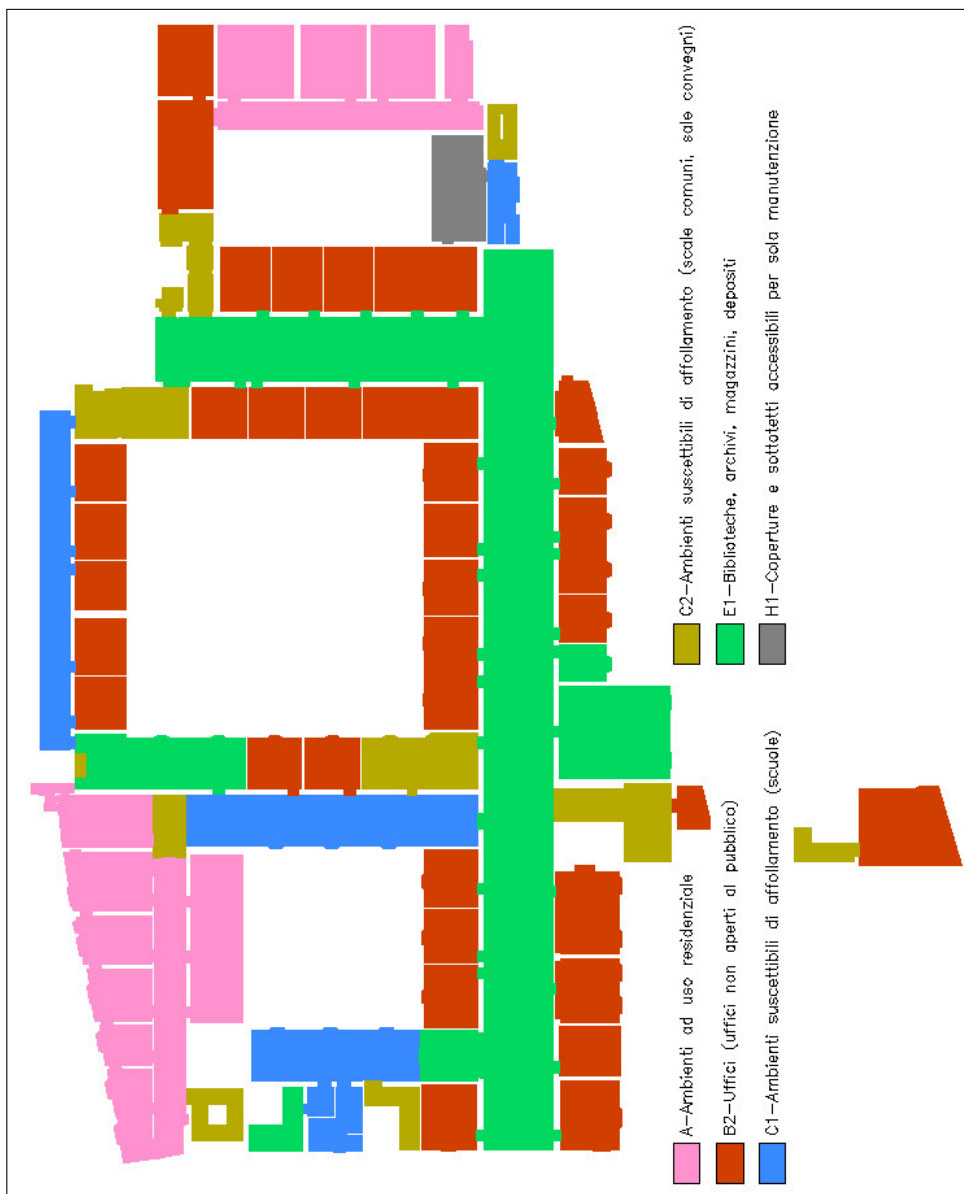 A-Ambienti ad uso residenziale
B2-Uffici (uffici non aperti al pubblico)
C1-Ambienti suscettibili di affollamento (scuole)
C2-Ambienti suscettibili di affollamento (scale comuni, sale convegni)
E1-Biblioteche, archivi, magazzini, depositi
H1-Coperture e sottotetti accessibili per sola manutenzione